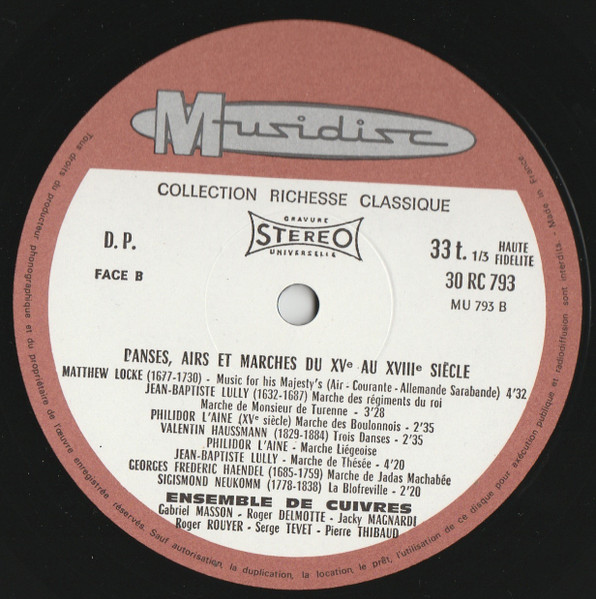 Musidisc
COLLECTION RICHESSE CLASSIQUE
GRAVURE
STEREO
UNIVERSELLE
D. P.
FACE B
33 t. 1/3 HAUTE FIDELITE
30 RC 793
MU 793 B
DANSES, AIRS ET MARCHES DU XVe AU XVIIIe SIÈCLE
MATTHEW LOCKE (1677-1730) - Music for his Majesty's (Air - Courante - Allemande Sarabande) 4'32
JEAN-BAPTISTE LULLY (1632-1687) Marche des régiments du roi
Marche de Monsieur de Turenne - 3'28
PHILIDOR L'AINE (XVe siècle) Marche des Boulonnois - 2'35
VALENTIN HAUSSMANN (1829-1884) Trois Danses - 2'35
PHILIDOR L'AINE - Marche Liégeoise
JEAN-BAPTISTE LULLY - Marche de Thésée - 4'20
GEORGES FREDERIC HAENDEL (1685-1759) Marche de Jadas Machabée
SIGISMOND NEUKOMM (1778-1838) La Blofreville - 2'20
ENSEMBLE DE CUIVRES
Gabriel MASSON - Roger DELMOTTE - Jacky MAGNARDI
Roger ROUYER - Serge TEVET - Pierre THIBAUD
Tous droits du producteur phonographique et du propriétaire de l'œuvre enregistrée réservés. Sauf autorisation, la duplication, la location, le prêt, l'utilisation de ce disque pour exécution publique et radiodiffusion sont interdits. - Made in France